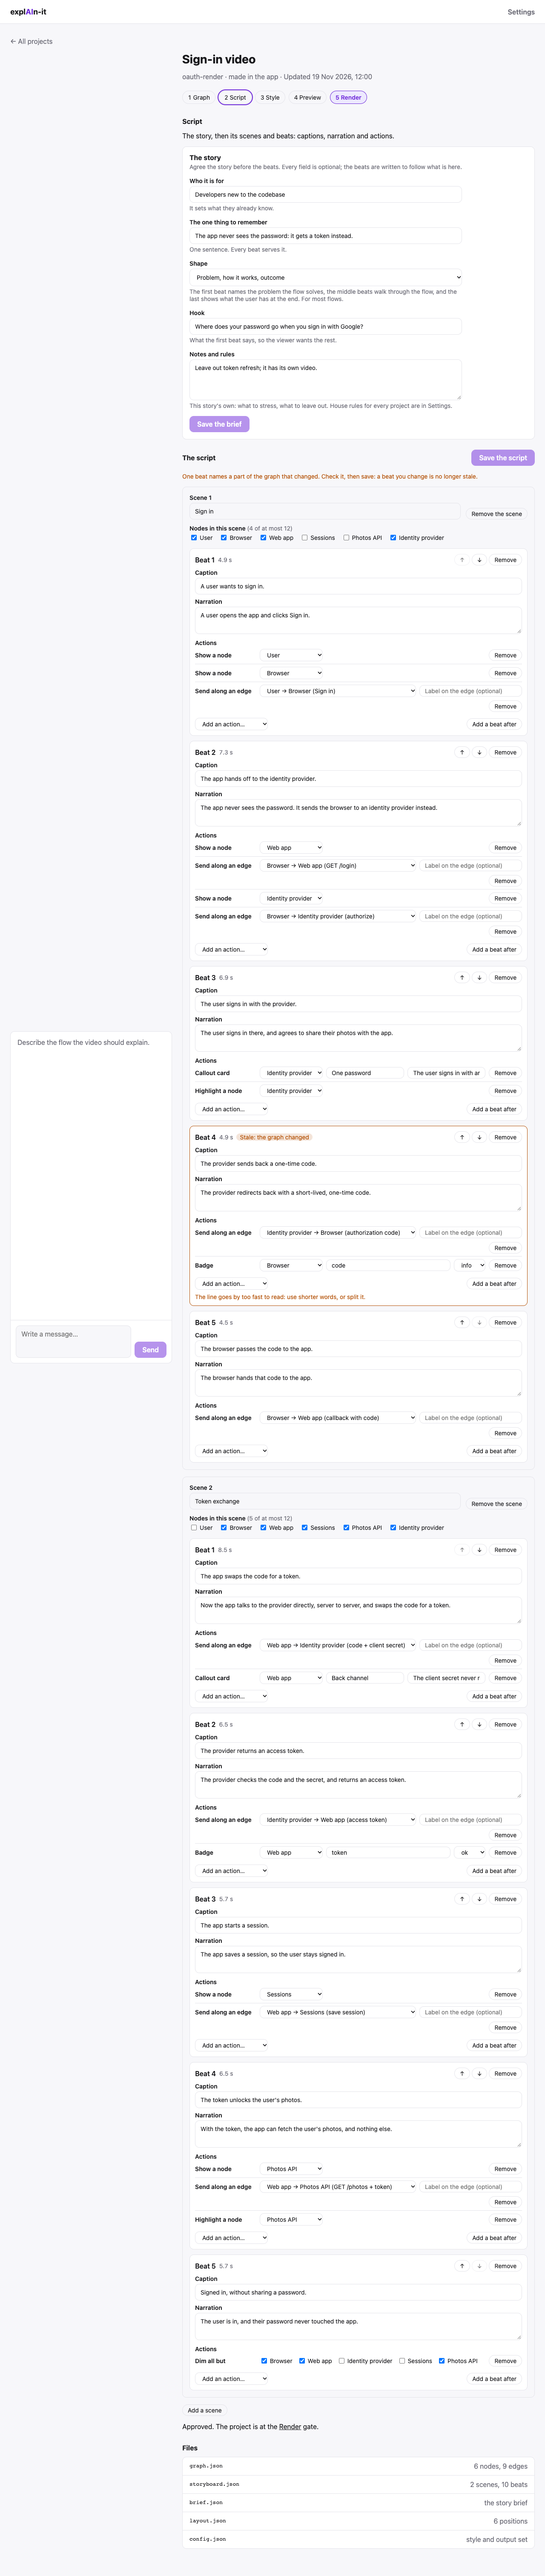 explAIn-it
Settings
← All projects
Sign-in video
oauth-render · made in the app · Updated 19 Nov 2026, 12:00
1 Graph
2 Script
3 Style
4 Preview
5 Render
Script
The story, then its scenes and beats: captions, narration and actions.
The story
Agree the story before the beats. Every field is optional; the beats are written to follow what is here.
Who it is for
Developers new to the codebase
It sets what they already know.
The one thing to remember
The app never sees the password: it gets a token instead.
One sentence. Every beat serves it.
Shape
Problem, how it works, outcome
The first beat names the problem the flow solves, the middle beats walk through the flow, and the
last shows what the user has at the end. For most flows.
Hook
Where does your password go when you sign in with Google?
What the first beat says, so the viewer wants the rest.
Notes and rules
Leave out token refresh; it has its own video.
This story's own: what to stress, what to leave out. House rules for every project are in Settings.
Save the brief
The script
Save the script
One beat names a part of the graph that changed. Check it, then save: a beat you change is no longer stale.
Scene 1
Sign in
Remove the scene
Nodes in this scene (4 of at most 12)
User Browser Web app Sessions Photos API Identity provider
Beat 1 4.9 s ↑ ↓ Remove
Caption
A user wants to sign in.
Narration
A user opens the app and clicks Sign in.
Actions
Show a node User Remove
Show a node Browser Remove
Send along an edge User → Browser (Sign in) Label on the edge (optional)
Remove
Add an action... Add a beat after
Beat 2 7.3 s ↑ ↓ Remove
Caption
The app hands off to the identity provider.
Narration
The app never sees the password. It sends the browser to an identity provider instead.
Actions
Show a node Web app Remove
Send along an edge Browser → Web app (GET /login) Label on the edge (optional)
Remove
Show a node Identity provider Remove
Send along an edge Browser → Identity provider (authorize) Label on the edge (optional)
Remove
Add an action... Add a beat after
Beat 3 6.9 s ↑ ↓ Remove
Caption
The user signs in with the provider.
Narration
The user signs in there, and agrees to share their photos with the app.
Actions
Callout card Identity provider One password The user signs in with ar Remove
Highlight a node Identity provider Remove
Add an action... Add a beat after
Beat 4 4.9 s Stale: the graph changed ↑ ↓ Remove
Caption
The provider sends back a one-time code.
Narration
The provider redirects back with a short-lived, one-time code.
Actions
Send along an edge Identity provider → Browser (authorization code) Label on the edge (optional)
Remove
Badge Browser code info Remove
Add an action... Add a beat after
The line goes by too fast to read: use shorter words, or split it.
Beat 5 4.5 s ↑ ↓ Remove
Caption
The browser passes the code to the app.
Narration
The browser hands that code to the app.
Actions
Send along an edge Browser → Web app (callback with code) Label on the edge (optional)
Remove
Add an action... Add a beat after
Describe the flow the video should explain.
Write a message...
Send
Scene 2
Token exchange
Remove the scene
Nodes in this scene (5 of at most 12)
User Browser Web app Sessions Photos API Identity provider
Beat 1 8.5 s ↑ ↓ Remove
Caption
The app swaps the code for a token.
Narration
Now the app talks to the provider directly, server to server, and swaps the code for a token.
Actions
Send along an edge Web app → Identity provider (code + client secret) Label on the edge (optional)
Remove
Callout card Web app Back channel The client secret never r Remove
Add an action... Add a beat after
Beat 2 6.5 s ↑ ↓ Remove
Caption
The provider returns an access token.
Narration
The provider checks the code and the secret, and returns an access token.
Actions
Send along an edge Identity provider → Web app (access token) Label on the edge (optional)
Remove
Badge Web app token ok Remove
Add an action... Add a beat after
Beat 3 5.7 s ↑ ↓ Remove
Caption
The app starts a session.
Narration
The app saves a session, so the user stays signed in.
Actions
Show a node Sessions Remove
Send along an edge Web app → Sessions (save session) Label on the edge (optional)
Remove
Add an action... Add a beat after
Beat 4 6.5 s ↑ ↓ Remove
Caption
The token unlocks the user's photos.
Narration
With the token, the app can fetch the user's photos, and nothing else.
Actions
Show a node Photos API Remove
Send along an edge Web app → Photos API (GET /photos + token) Label on the edge (optional)
Remove
Highlight a node Photos API Remove
Add an action... Add a beat after
Beat 5 5.7 s ↑ ↓ Remove
Caption
Signed in, without sharing a password.
Narration
The user is in, and their password never touched the app.
Actions
Dim all but Browser Web app Identity provider Sessions Photos API Remove
Add an action... Add a beat after
Add a scene
Approved. The project is at the Render gate.
Files
graph.json 6 nodes, 9 edges
storyboard.json 2 scenes, 10 beats
brief.json the story brief
layout.json 6 positions
config.json style and output set